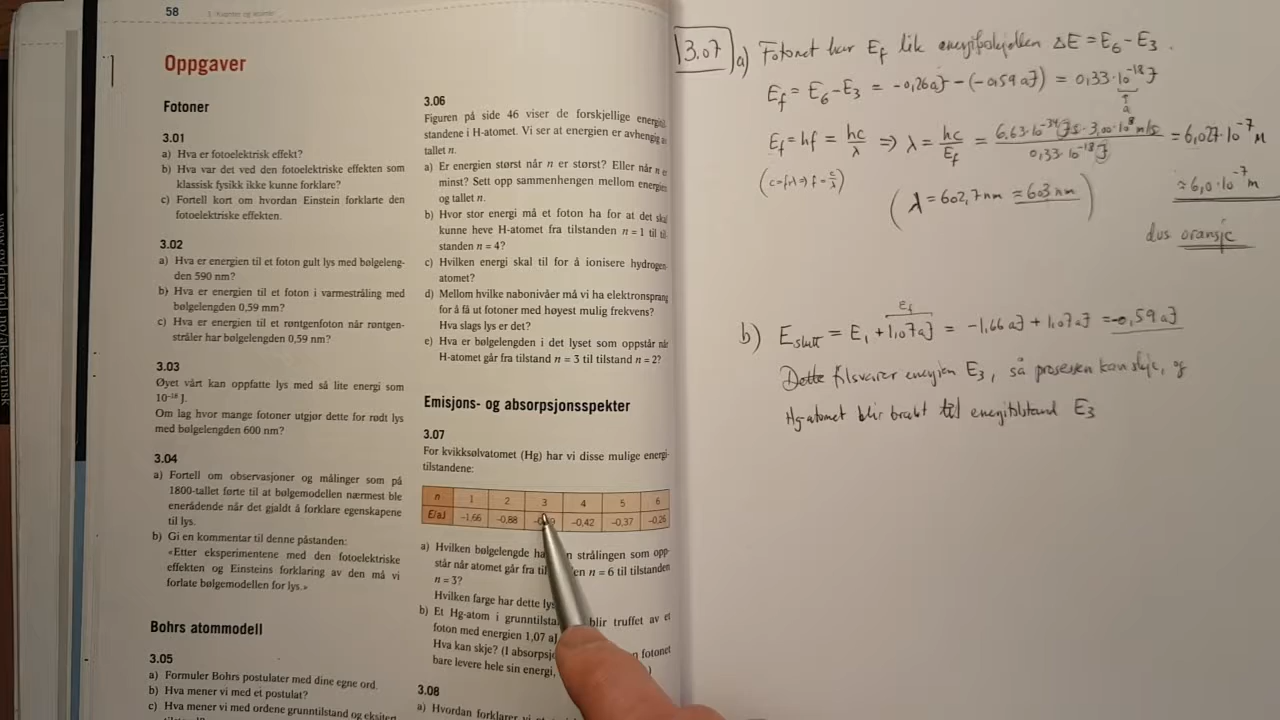 58
Oppgaver
Fotoner
3.01
a) Hva er fotoelektrisk effekt?
b) Hva var det ved den fotoelektriske effekten som
klassisk fysikk ikke kunne forklare?
c) Fortell kort om hvordan Einstein forklarte den
fotoelektriske effekten.
3.02
a) Hva er energien til et foton gult lys med bølgeleng-
den 590 nm?
b) Hva er energien til et foton i varmestråling med
bølgelengden 0,59 mm?
c) Hva er energien til et røntgenfoton når røntgen-
stråler har bølgelengden 0,59 nm?
3.03
Øyet vårt kan oppfatte lys med så lite energi som
10⁻¹⁸ J.
Om lag hvor mange fotoner utgjør dette for rødt lys
med bølgelengden 600 nm?
3.04
a) Fortell om observasjoner og målinger som på
1800-tallet førte til at bølgemodellen nærmest ble
enerådende når det gjaldt å forklare egenskapene
til lys.
b) Gi en kommentar til denne påstanden:
«Etter eksperimentene med den fotoelektriske
effekten og Einsteins forklaring av den må vi
forlate bølgemodellen for lys.»
Bohrs atommodell
3.05
a) Formuler Bohrs postulater med dine egne ord.
b) Hva mener vi med et postulat?
c) Hva mener vi med ordene grunntilstand og
3.06
Figuren på side 46 viser de forskjellige
standene i H-atomet. Vi ser at energien er avhengig
tallet n.
a) Er energien størst når n er størst? Eller når n
minst? Sett opp sammenhengen mellom
og tallet n.
b) Hvor stor energi må et foton ha for at det
kunne heve H-atomet fra tilstanden n = 1 til
standen n = 4?
c) Hvilken energi skal til for å ionisere hydrogen-
atomet?
d) Mellom hvilke nabonivåer må vi ha elektronsprang
for å få ut fotoner med høyest mulig frekvens?
Hva slags lys er det?
e) Hva er bølgelengden i det lyset som oppstår når
H-atomet går fra tilstand n = 3 til tilstand n = 2?
Emisjons- og absorpsjonsspekter
3.07
For kvikksølvatomet (Hg) har vi disse mulige energi-
tilstandene:
n 1 2 3 4 5 6
E/aJ -1,66 -0,88 -0,42 -0,37 -0,26
a) Hvilken bølgelengde strålingen som opp-
står når atomet går fra n = 6 til tilstanden
n = 3?
Hvilken farge har dette
b) Et Hg-atom i blir truffet av et
foton med energien 1,07
Hva kan skje? (I fotonet
bare levere hele sin energi,
3.08
a) Hvordan forklarer
3.07 a) Fotonet har E_f lik energiforskjellen ΔE = E₆ - E₃.
E_f = E₆ - E₃ = -0,26 aJ - (-0,59 aJ) = 0,33·10⁻¹⁸ J
a
E_f = hf = hc/λ ⇒ λ = hc/E_f = 6,63·10⁻³⁴ Js · 3,00·10⁸ m/s / 0,33·10⁻¹⁸ J = 6,027·10⁻⁷ m
(c = fλ ⇒ f = c/λ)
(λ = 602,7 nm ≈ 603 nm)
≈ 6,0·10⁻⁷ m
dvs oransje
b) E_slutt = E₁ + 1,07 aJ = -1,66 aJ + 1,07 aJ = -0,59 aJ
E_f
Dette tilsvarer energien E₃, så prosessen kan skje, og
Hg-atomet blir brakt til energitilstand E₃